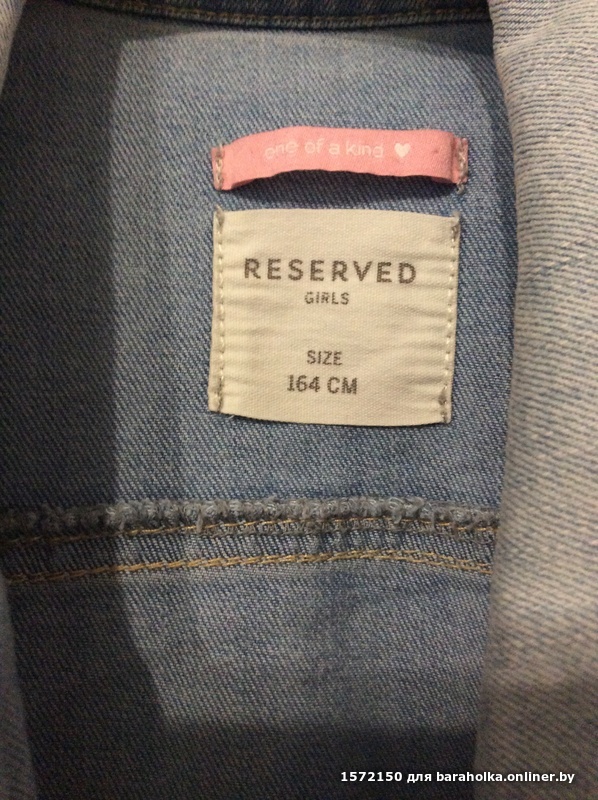 one of a kind ♥
RESERVED
GIRLS
SIZE
164 CM
1572150 для baraholka.onliner.by